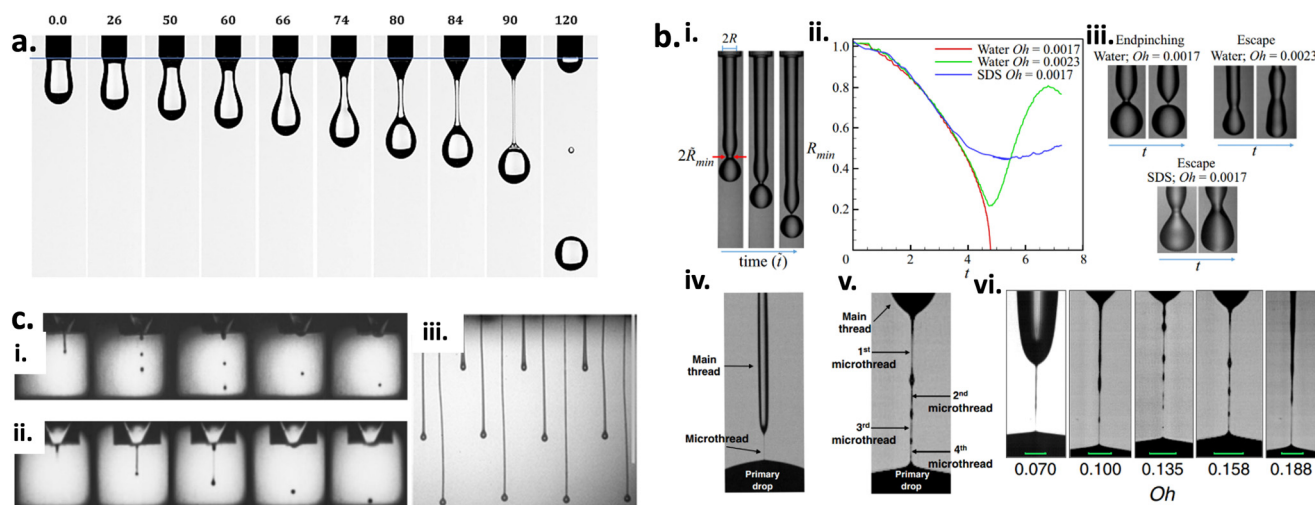 0.0 26 50 60 66 74 80 84 90 120
a.
b. i.
2R
2R̃min
time (t̃)
ii.
Water Oh = 0.0017
Water Oh = 0.0023
SDS Oh = 0.0017
1.0
0.8
0.6
0.4
0.2
Rmin
0 2 4 6 8
t
iii.
Endpinching
Water; Oh = 0.0017
t
Escape
Water; Oh = 0.0023
t
Escape
SDS; Oh = 0.0017
t
iv.
Main
thread
Microthread
Primary
drop
v.
Main
thread
1st
microthread
2nd
microthread
3rd
microthread
4th
microthread
Primary
drop
vi.
0.070 0.100 0.135 0.158 0.188
Oh
c.
i.
ii.
iii.